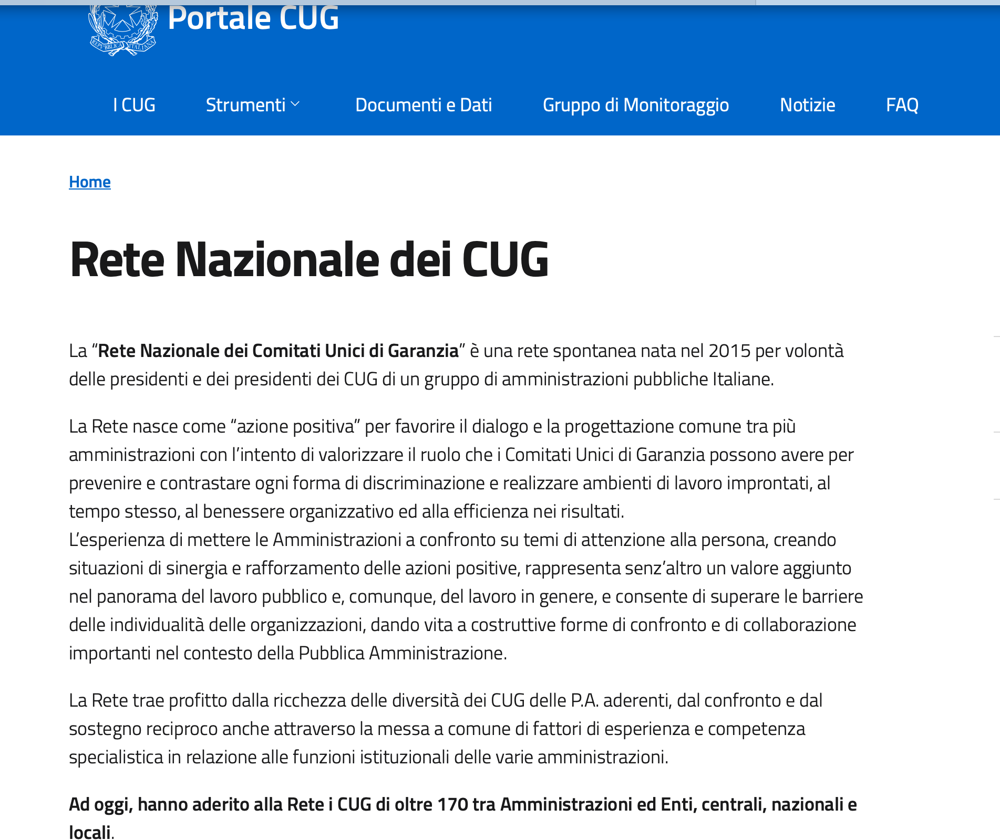 Portale CUG
REPVBBLICA ITALIANA
I CUG Strumenti Documenti e Dati Gruppo di Monitoraggio Notizie FAQ
Home
Rete Nazionale dei CUG
La “Rete Nazionale dei Comitati Unici di Garanzia” è una rete spontanea nata nel 2015 per volontà
delle presidenti e dei presidenti dei CUG di un gruppo di amministrazioni pubbliche Italiane.
La Rete nasce come “azione positiva” per favorire il dialogo e la progettazione comune tra più
amministrazioni con l’intento di valorizzare il ruolo che i Comitati Unici di Garanzia possono avere per
prevenire e contrastare ogni forma di discriminazione e realizzare ambienti di lavoro improntati, al
tempo stesso, al benessere organizzativo ed alla efficienza nei risultati.
L’esperienza di mettere le Amministrazioni a confronto su temi di attenzione alla persona, creando
situazioni di sinergia e rafforzamento delle azioni positive, rappresenta senz’altro un valore aggiunto
nel panorama del lavoro pubblico e, comunque, del lavoro in genere, e consente di superare le barriere
delle individualità delle organizzazioni, dando vita a costruttive forme di confronto e di collaborazione
importanti nel contesto della Pubblica Amministrazione.
La Rete trae profitto dalla ricchezza delle diversità dei CUG delle P.A. aderenti, dal confronto e dal
sostegno reciproco anche attraverso la messa a comune di fattori di esperienza e competenza
specialistica in relazione alle funzioni istituzionali delle varie amministrazioni.
Ad oggi, hanno aderito alla Rete i CUG di oltre 170 tra Amministrazioni ed Enti, centrali, nazionali e
locali.